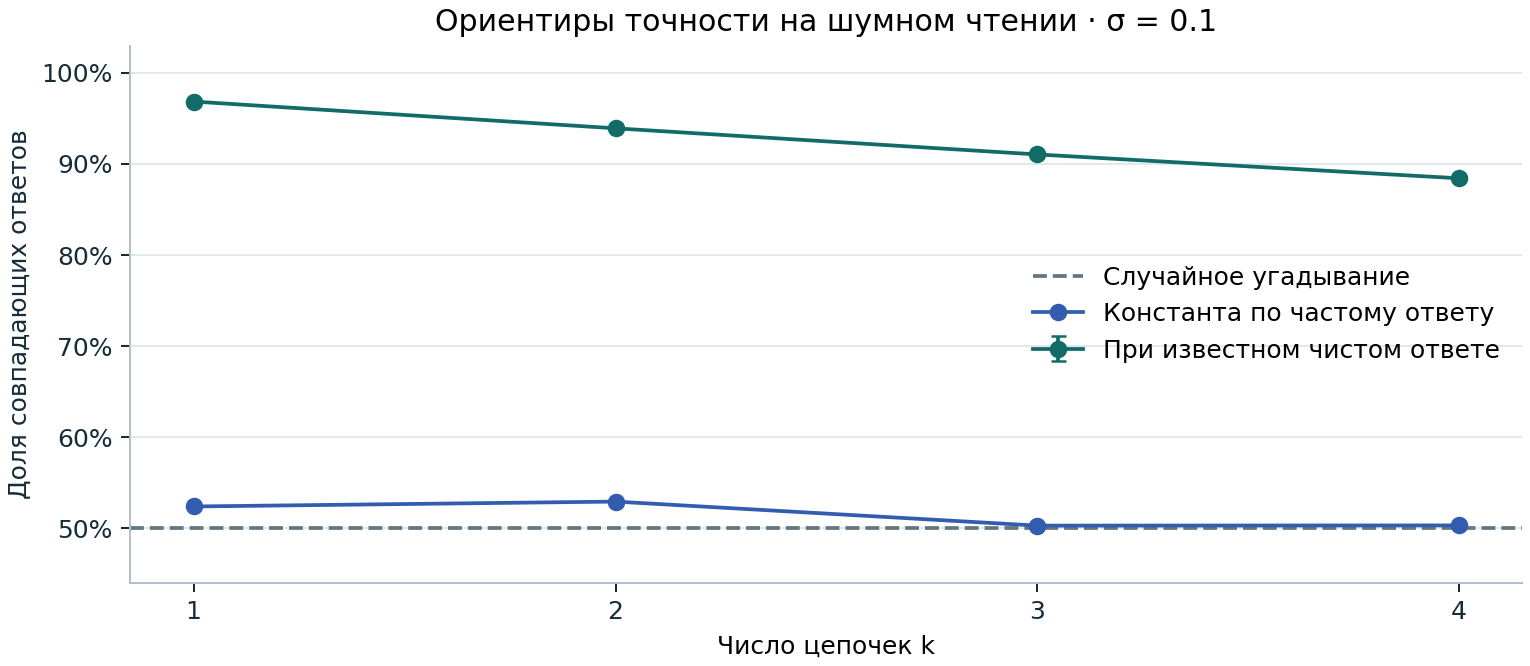 Ориентиры точности на шумном чтении · σ = 0.1
Доля совпадающих ответов
100%
90%
80%
70%
60%
50%
Случайное угадывание
Константа по частому ответу
При известном чистом ответе
1 2 3 4
Число цепочек k